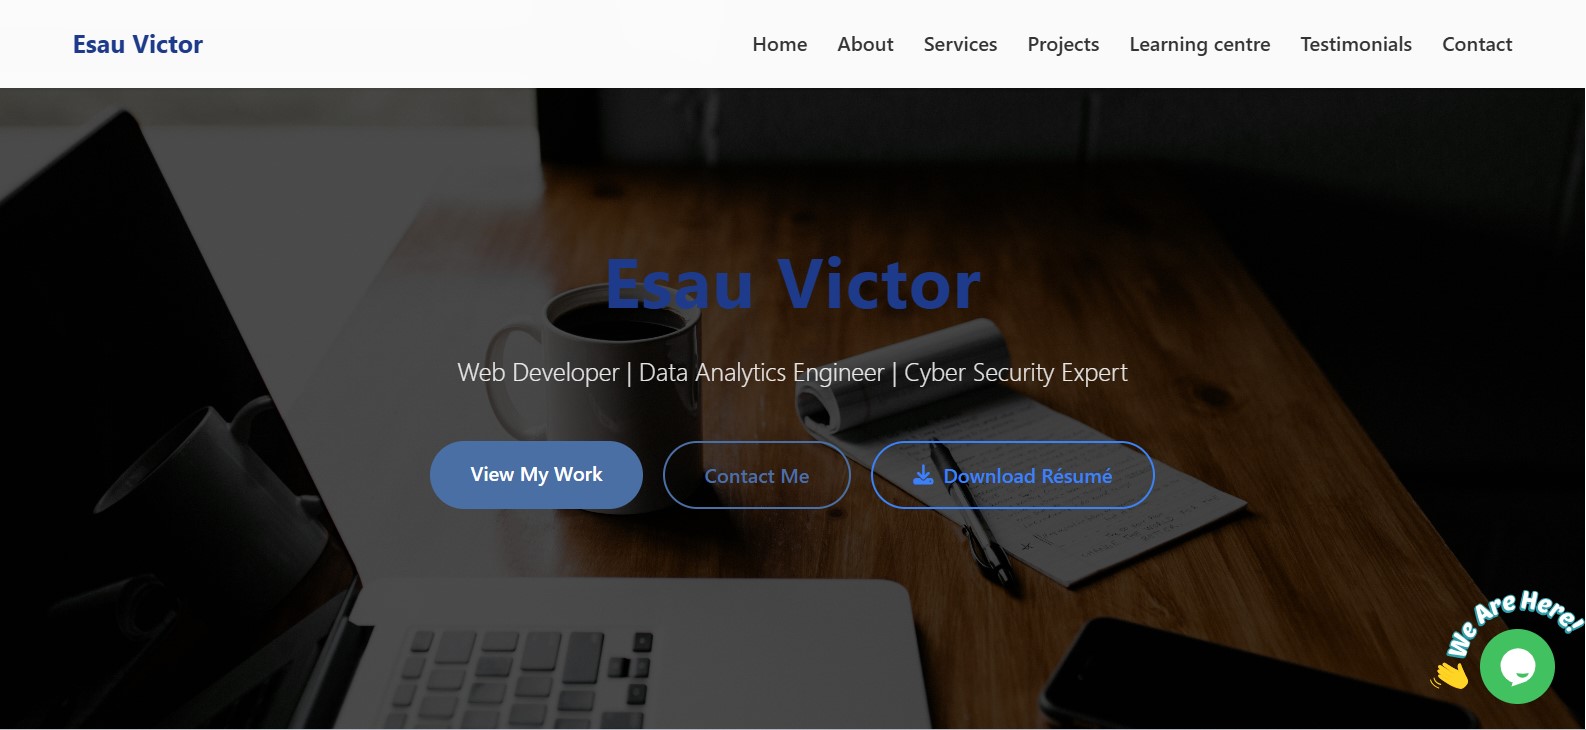 Esau Victor
Home About Services Projects Learning centre Testimonials Contact
Esau Victor
Web Developer | Data Analytics Engineer | Cyber Security Expert
View My Work
Contact Me
Download Résumé
We Are Here!